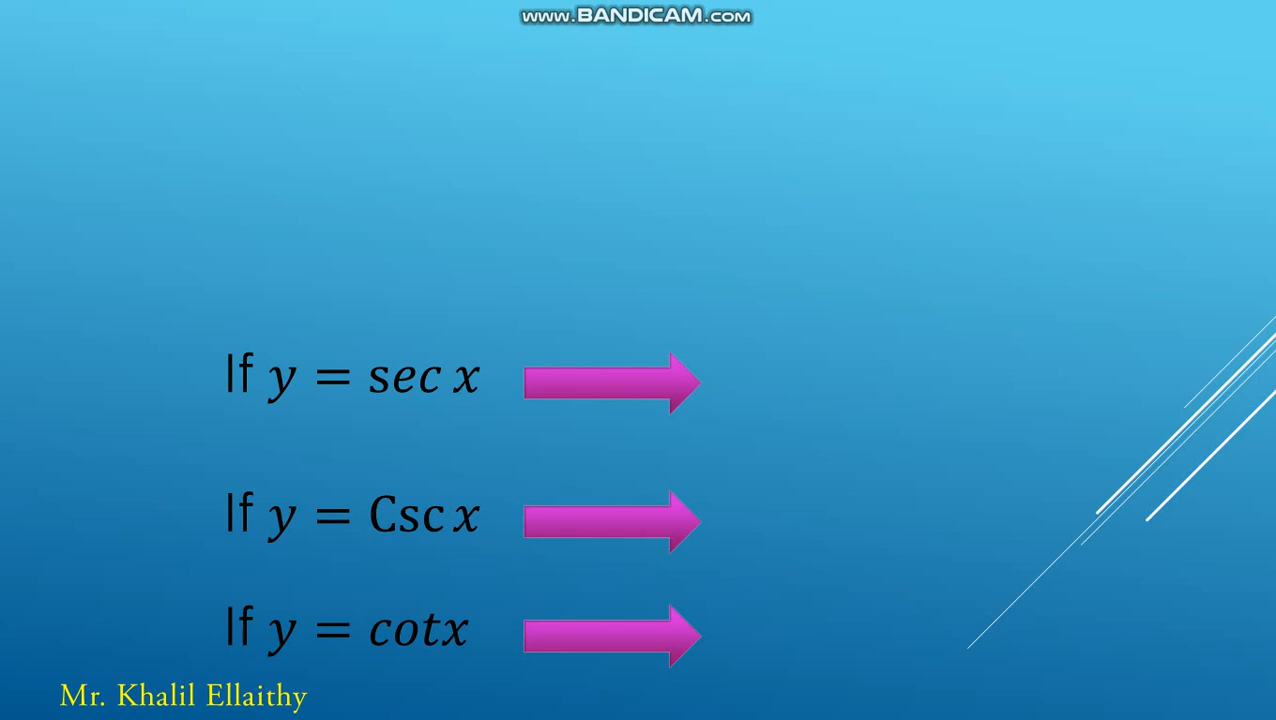 www.BANDICAM.com
If y = sec x
If y = Csc x
If y = cotx
Mr. Khalil Ellaithy